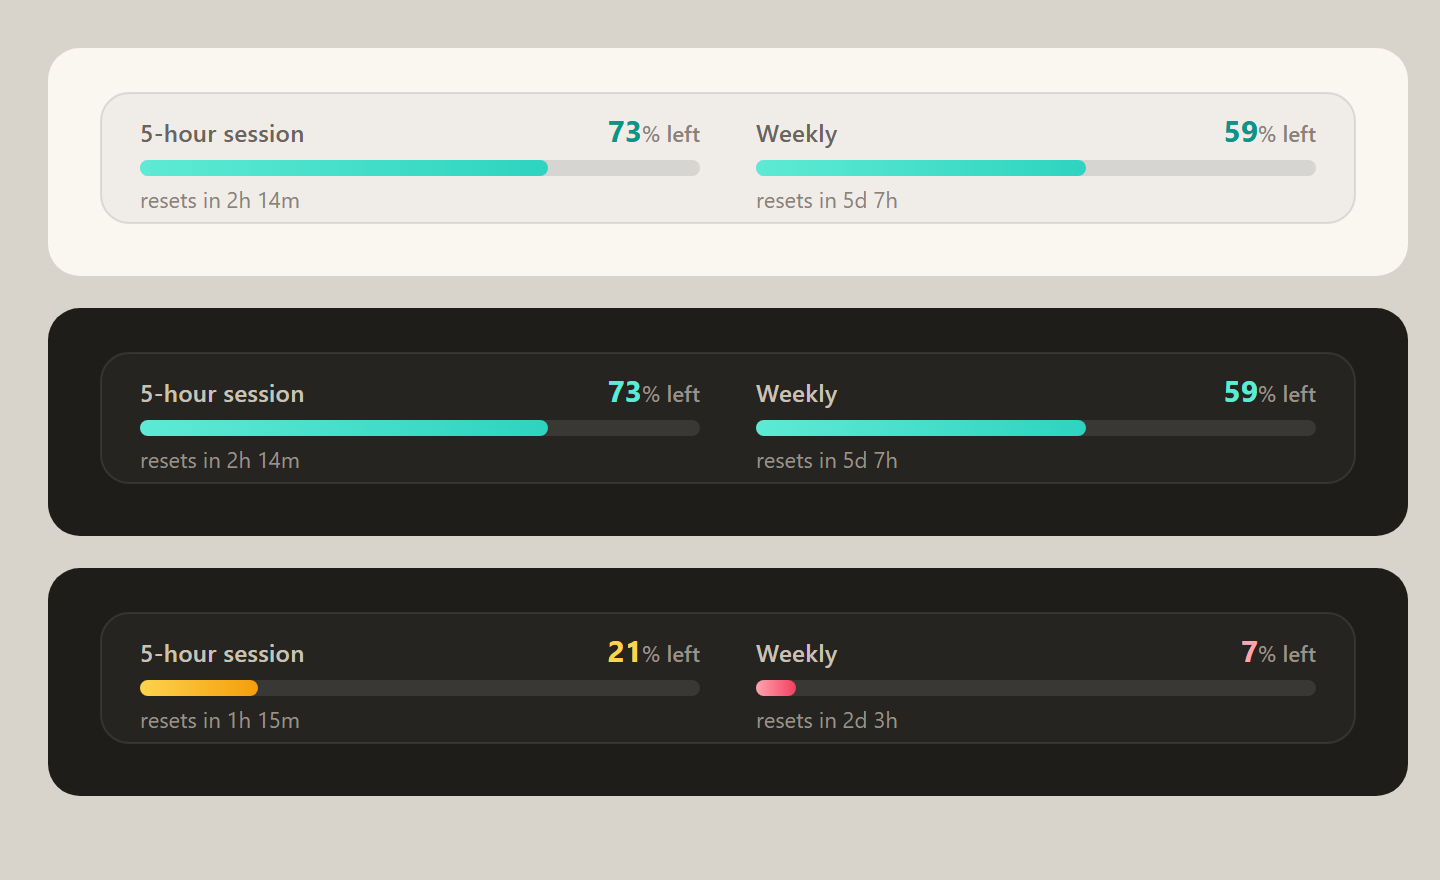 5-hour session 73% left
Weekly 59% left
resets in 2h 14m
resets in 5d 7h
5-hour session 73% left
Weekly 59% left
resets in 2h 14m
resets in 5d 7h
5-hour session 21% left
Weekly 7% left
resets in 1h 15m
resets in 2d 3h